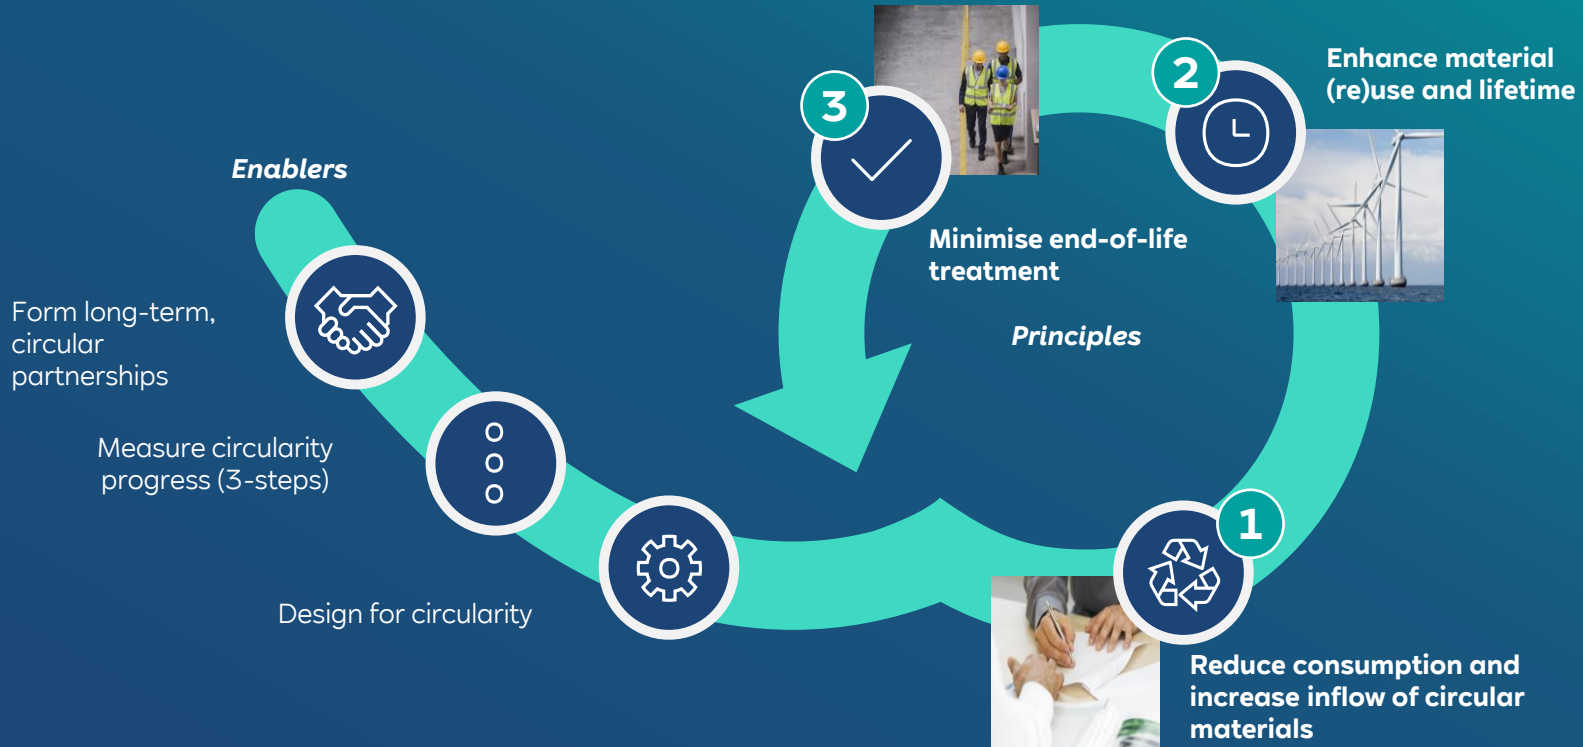 Enablers
Form long-term,
circular
partnerships
Measure circularity
progress (3-steps)
Design for circularity
Principles
1
Reduce consumption and
increase inflow of circular
materials
2
Enhance material
(re)use and lifetime
3
Minimise end-of-life
treatment